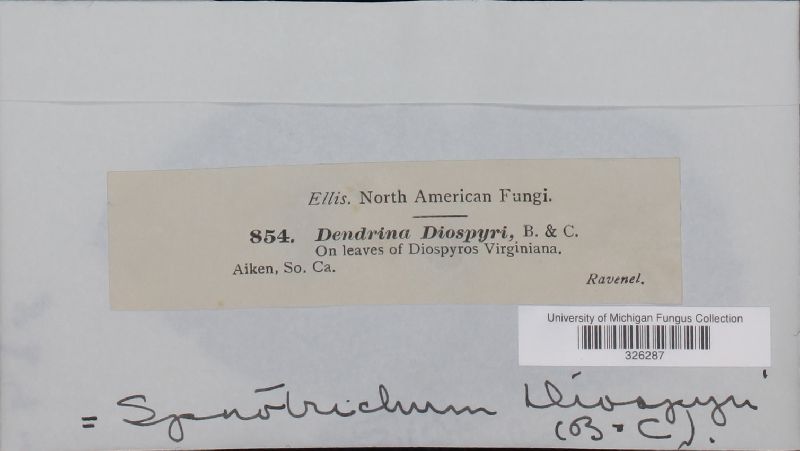 Ellis. North American Fungi.
854. Dendrina Diospyri, B. & C.
On leaves of Diospyros Virginiana.
Aiken, So. Ca.
Ravenel.
University of Michigan Fungus Collection
326287
= Diospyri
(B & C).